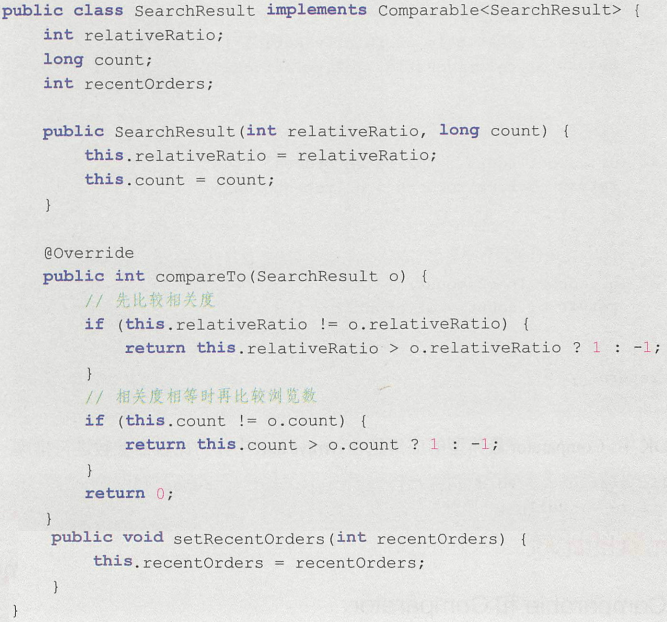 public class SearchResult implements Comparable<SearchResult> {
int relativeRatio;
long count;
int recentOrders;
public SearchResult(int relativeRatio, long count) {
this.relativeRatio = relativeRatio;
this.count = count;
}
@Override
public int compareTo(SearchResult o) {
// 先比较相关度
if (this.relativeRatio != o.relativeRatio) {
return this.relativeRatio > o.relativeRatio ? 1 : -1;
}
// 相关度相等时再比较浏览数
if (this.count != o.count) {
return this.count > o.count ? 1 : -1;
}
return 0;
}
public void setRecentOrders(int recentOrders) {
this.recentOrders = recentOrders;
}
}